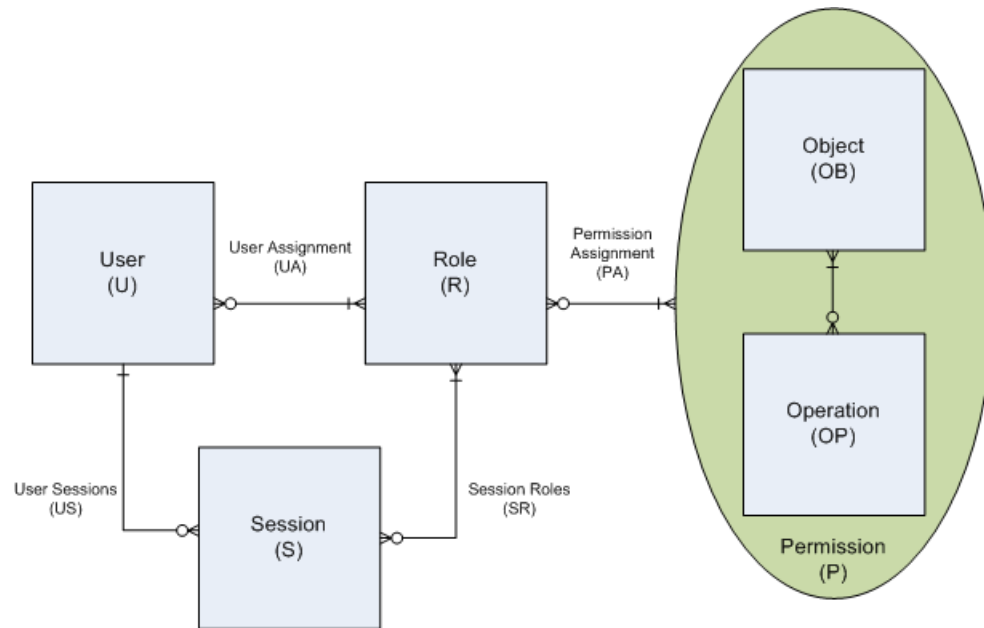 Object
(OB)
User
(U)
User Assignment
(UA)
Role
(R)
Permission
Assignment
(PA)
Operation
(OP)
User Sessions
(US)
Session
(S)
Session Roles
(SR)
Permission
(P)